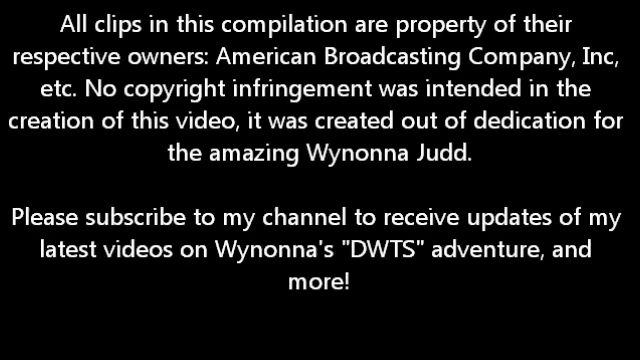 All clips in this compilation are property of their
respective owners: American Broadcasting Company, Inc,
etc. No copyright infringement was intended in the
creation of this video, it was created out of dedication for
the amazing Wynonna Judd.
Please subscribe to my channel to receive updates of my
latest videos on Wynonna's "DWTS" adventure, and
more!